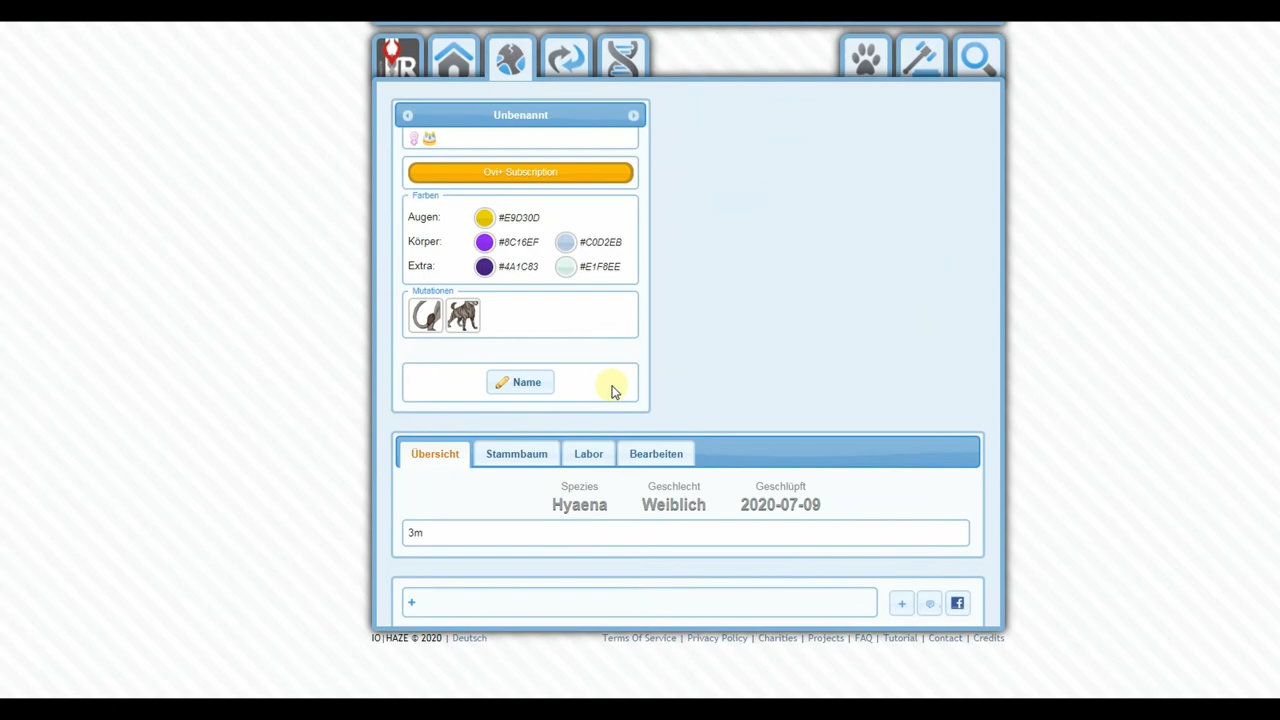 R
Unbenannt
Ovi+ Subscription
Farben
Augen: #E9D30D
Körper: #8C16EF #C0D2EB
Extra: #4A1C83 #E1F8EE
Mutationen
Name
Übersicht Stammbaum Labor Bearbeiten
Spezies Geschlecht Geschlüpft
Hyaena Weiblich 2020-07-09
3m
+ +
IO|HAZE © 2020 | Deutsch Terms Of Service | Privacy Policy | Charities | Projects | FAQ | Tutorial | Contact | Credits